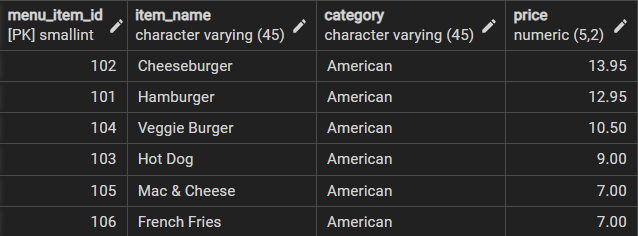 menu_item_id item_name category price
[PK] smallint character varying (45) character varying (45) numeric (5,2)
102 Cheeseburger American 13.95
101 Hamburger American 12.95
104 Veggie Burger American 10.50
103 Hot Dog American 9.00
105 Mac & Cheese American 7.00
106 French Fries American 7.00